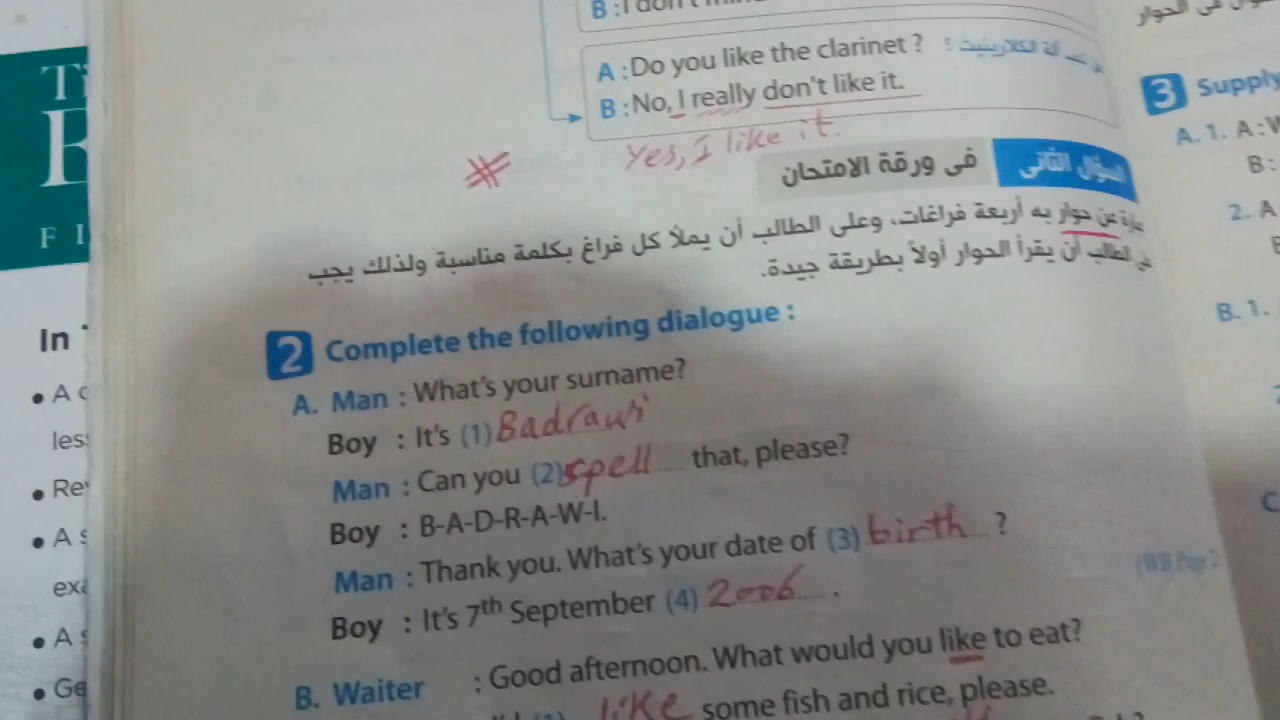 B : I don't
A : Do you like the clarinet ?
B : No, I really don't like it.
Yes, I like it.
السؤال الثانى فى ورقة الامتحان
عبارة عن حوار به أربعة فراغات، وعلى الطالب أن يملأ كل فراغ بكلمة مناسبة ولذلك يجب
على الطالب أن يقرأ الحوار أولاً بطريقة جيدة.
2 Complete the following dialogue :
A. Man : What's your surname?
Boy : It's (1) Badrawi
Man : Can you (2) spell that, please?
Boy : B-A-D-R-A-W-I.
Man : Thank you. What's your date of (3) birth ?
Boy : It's 7th September (4) 2006 .
B. Waiter : Good afternoon. What would you like to eat?
like some fish and rice, please.
3 Supply
A. 1. A :
B :
2. A
B. 1.
F I
In
• A
• Re
• A s
exa
• A s
• Ge